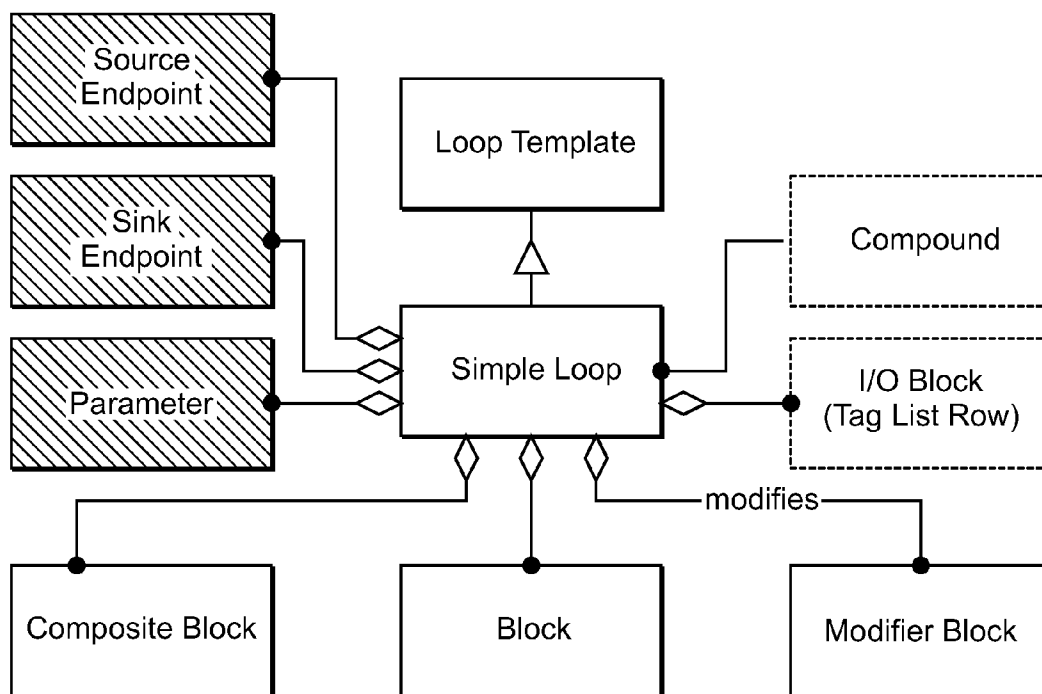 Source
Endpoint
Loop Template
Sink
Endpoint
Compound
Simple Loop
Parameter
I/O Block
(Tag List Row)
modifies
Composite Block
Block
Modifier Block